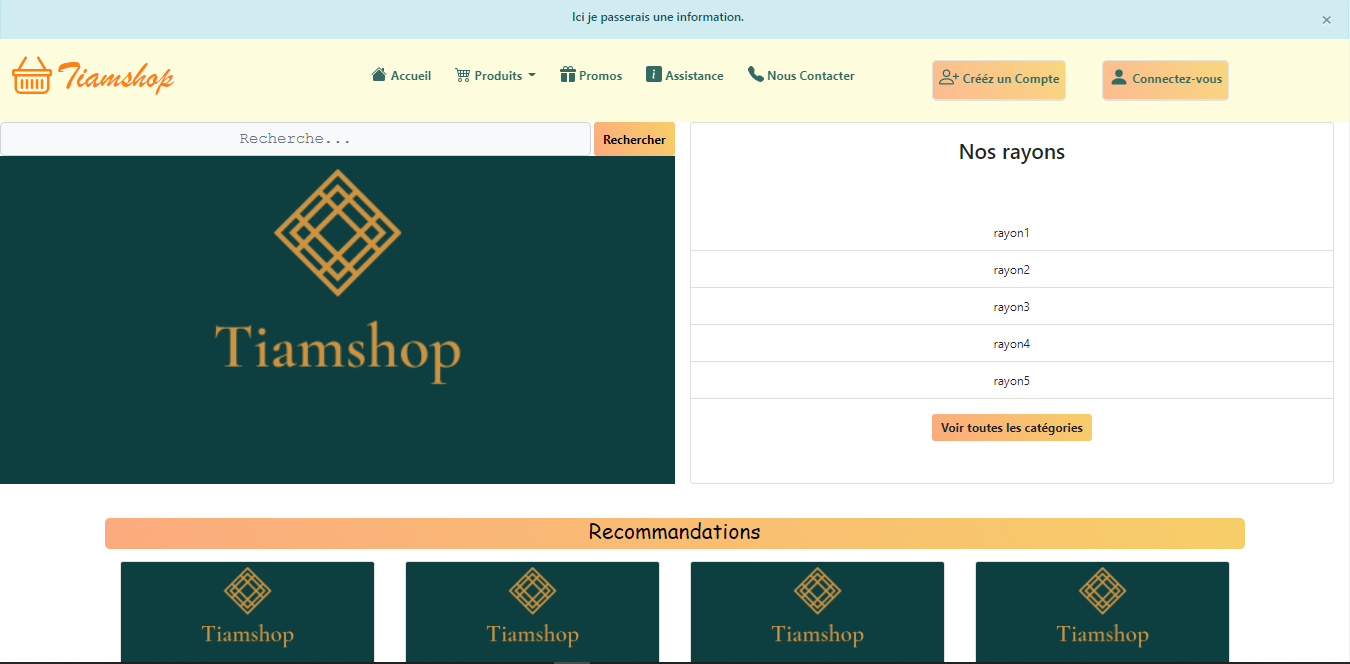 Ici je passerais une information.
×
Tiamshop
Accueil
Produits
Promos
Assistance
Nous Contacter
Crééz un Compte
Connectez-vous
Recherche...
Rechercher
Tiamshop
Nos rayons
rayon1
rayon2
rayon3
rayon4
rayon5
Voir toutes les catégories
Recommandations
Tiamshop
Tiamshop
Tiamshop
Tiamshop